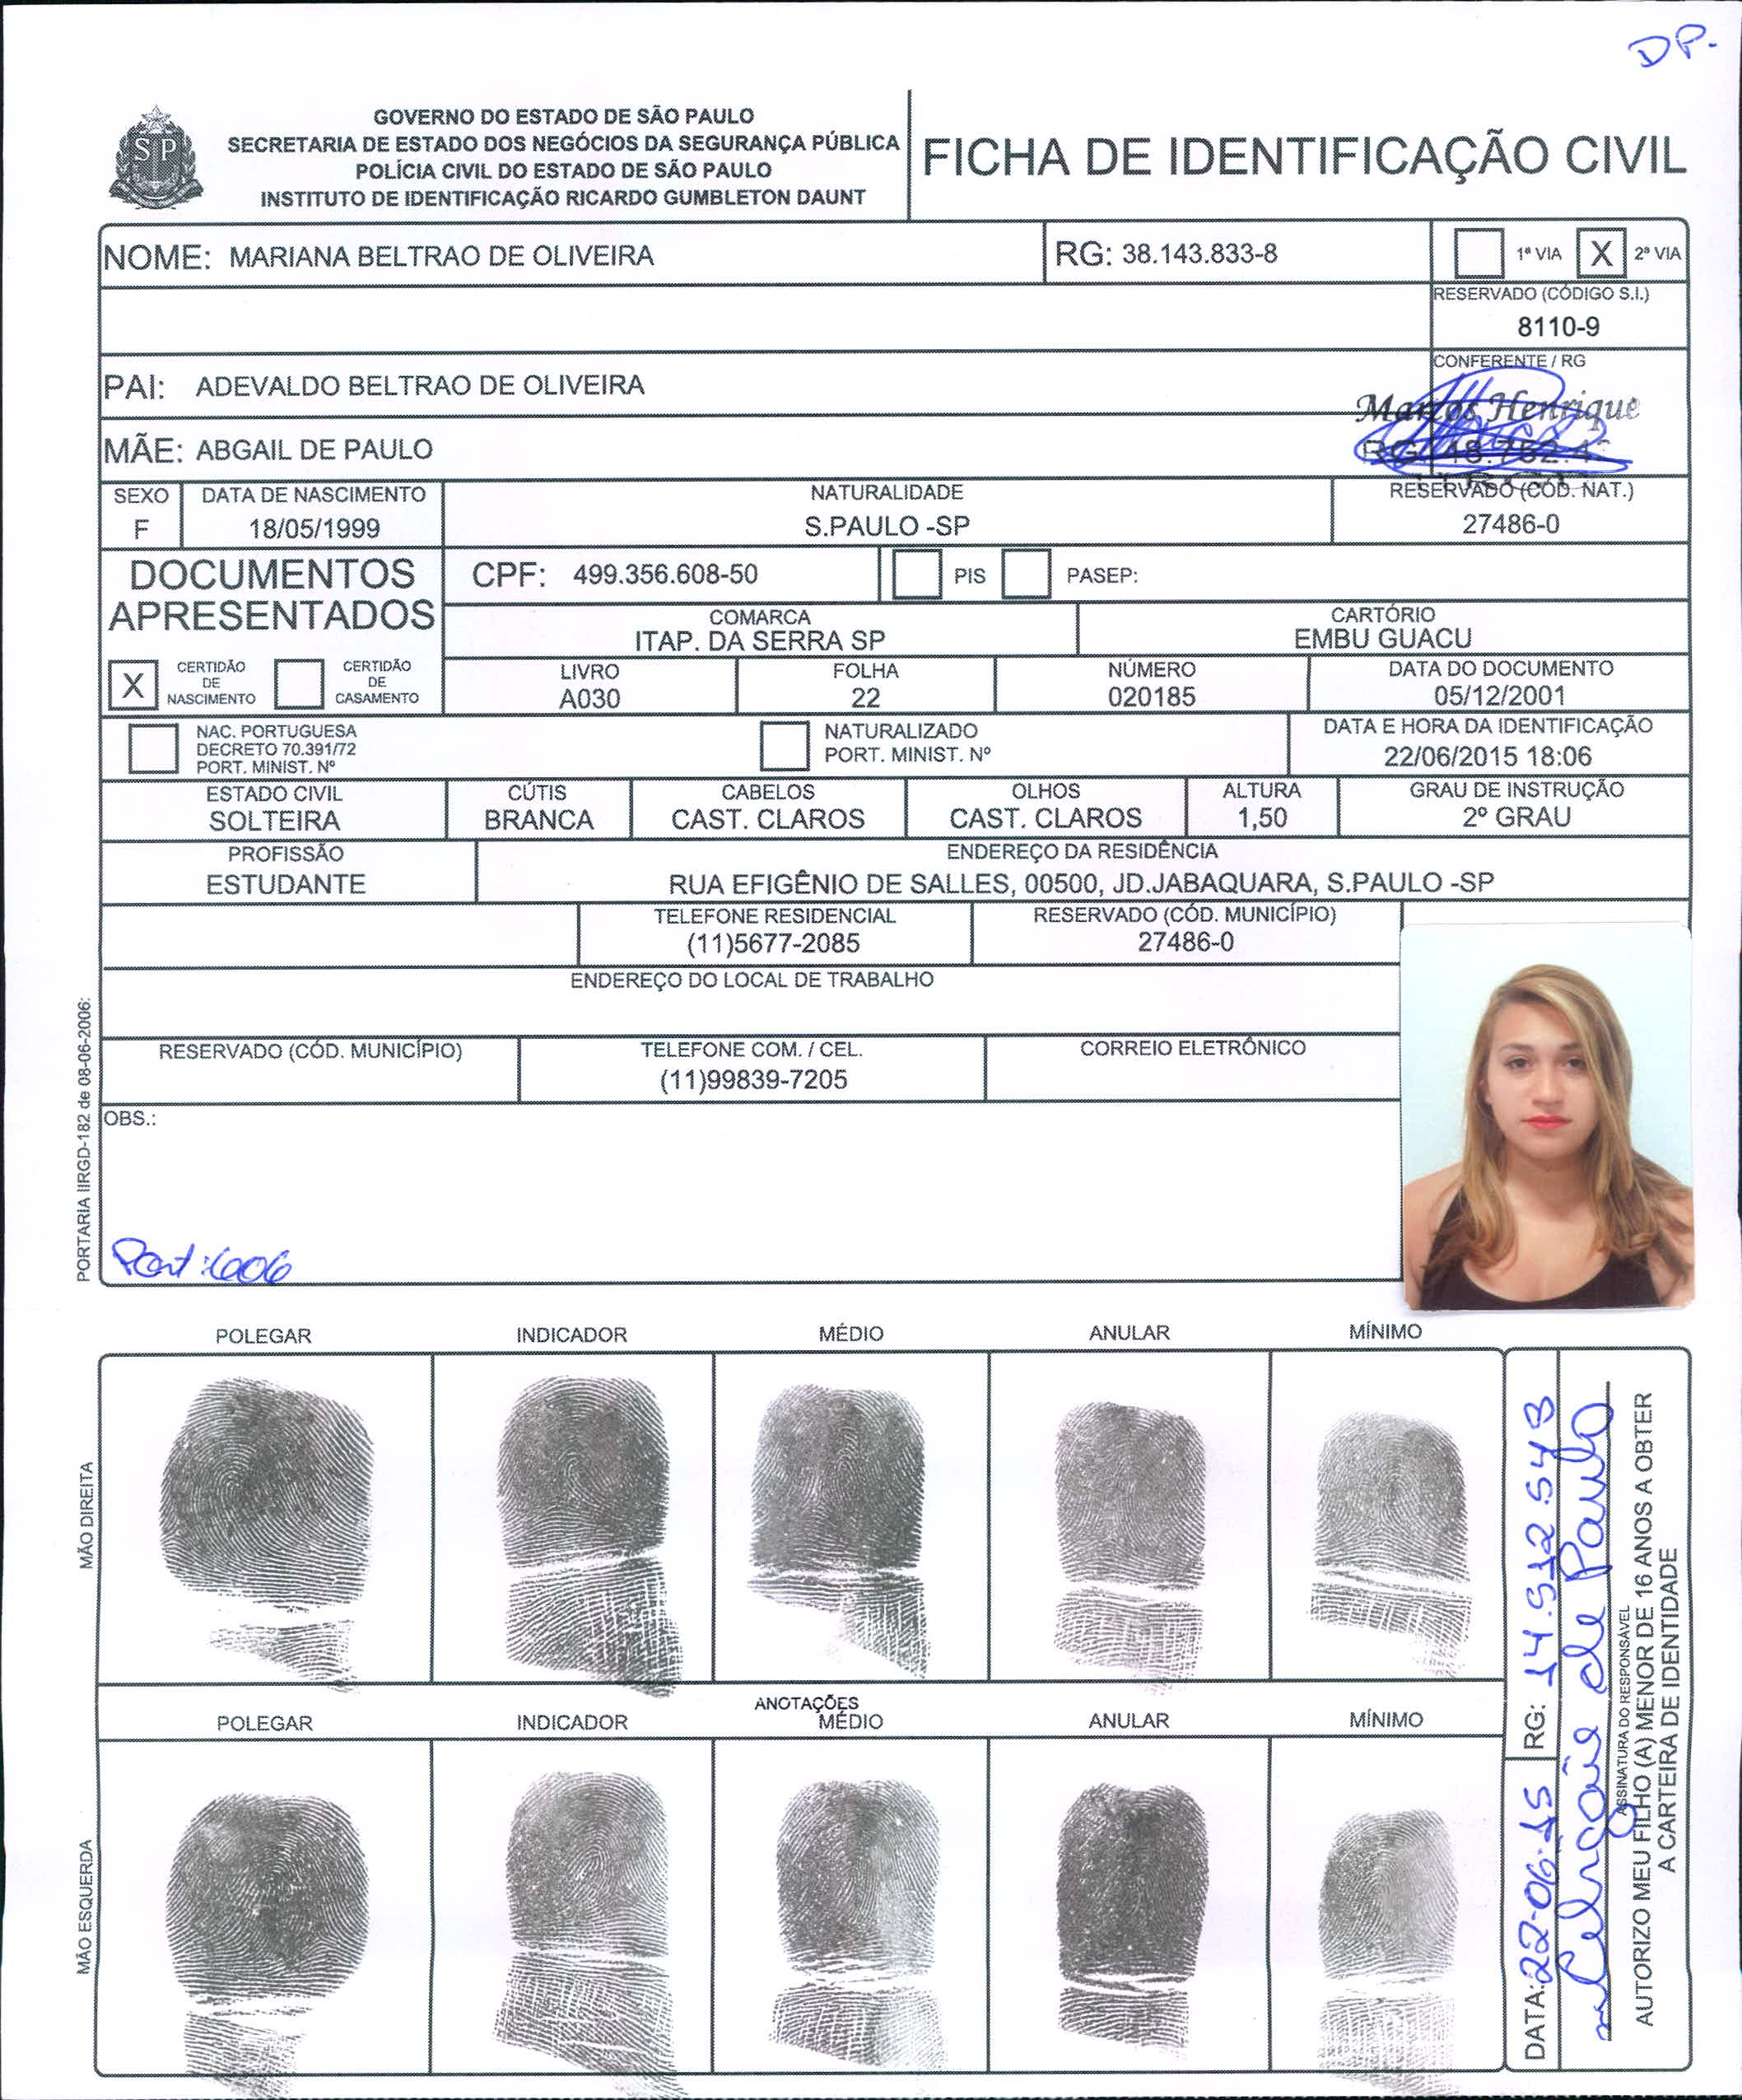 DP.
GOVERNO DO ESTADO DE SÃO PAULO
SECRETARIA DE ESTADO DOS NEGÓCIOS DA SEGURANÇA PÚBLICA
POLÍCIA CIVIL DO ESTADO DE SÃO PAULO
INSTITUTO DE IDENTIFICAÇÃO RICARDO GUMBLETON DAUNT
SP
FICHA DE IDENTIFICAÇÃO CIVIL
NOME: MARIANA BELTRAO DE OLIVEIRA
RG: 38.143.833-8
1ª VIA X 2ª VIA
RESERVADO (CÓDIGO S.I.)
8110-9
PAI: ADEVALDO BELTRAO DE OLIVEIRA
CONFERENTE / RG
Marcos Henrique
MÃE: ABGAIL DE PAULO
RG
SEXO
F
DATA DE NASCIMENTO
18/05/1999
NATURALIDADE
S.PAULO -SP
RESERVADO (CÓD. NAT.)
27486-0
DOCUMENTOS
APRESENTADOS
CPF: 499.356.608-50
PIS
PASEP:
COMARCA
ITAP. DA SERRA SP
CARTÓRIO
EMBU GUACU
X CERTIDÃO DE NASCIMENTO
CERTIDÃO DE CASAMENTO
LIVRO
A030
FOLHA
22
NÚMERO
020185
DATA DO DOCUMENTO
05/12/2001
NAC. PORTUGUESA
DECRETO 70.391/72
PORT. MINIST. Nº
NATURALIZADO
PORT. MINIST. Nº
DATA E HORA DA IDENTIFICAÇÃO
22/06/2015 18:06
ESTADO CIVIL
SOLTEIRA
CÚTIS
BRANCA
CABELOS
CAST. CLAROS
OLHOS
CAST. CLAROS
ALTURA
1,50
GRAU DE INSTRUÇÃO
2º GRAU
PROFISSÃO
ESTUDANTE
ENDEREÇO DA RESIDÊNCIA
RUA EFIGÊNIO DE SALLES, 00500, JD.JABAQUARA, S.PAULO -SP
TELEFONE RESIDENCIAL
(11)5677-2085
RESERVADO (CÓD. MUNICÍPIO)
27486-0
ENDEREÇO DO LOCAL DE TRABALHO
RESERVADO (CÓD. MUNICÍPIO)
TELEFONE COM. / CEL.
(11)99839-7205
CORREIO ELETRÔNICO
OBS.:
PORTARIA IIRGD-182 de 08-06-2006:
POLEGAR
INDICADOR
MÉDIO
ANULAR
MÍNIMO
MÃO DIREITA
ANOTAÇÕES
POLEGAR
INDICADOR
MÉDIO
ANULAR
MÍNIMO
MÃO ESQUERDA
DATA: 22-06-15
RG:
de Paulo
ASSINATURA DO RESPONSÁVEL
AUTORIZO MEU FILHO (A) MENOR DE 16 ANOS A OBTER
A CARTEIRA DE IDENTIDADE